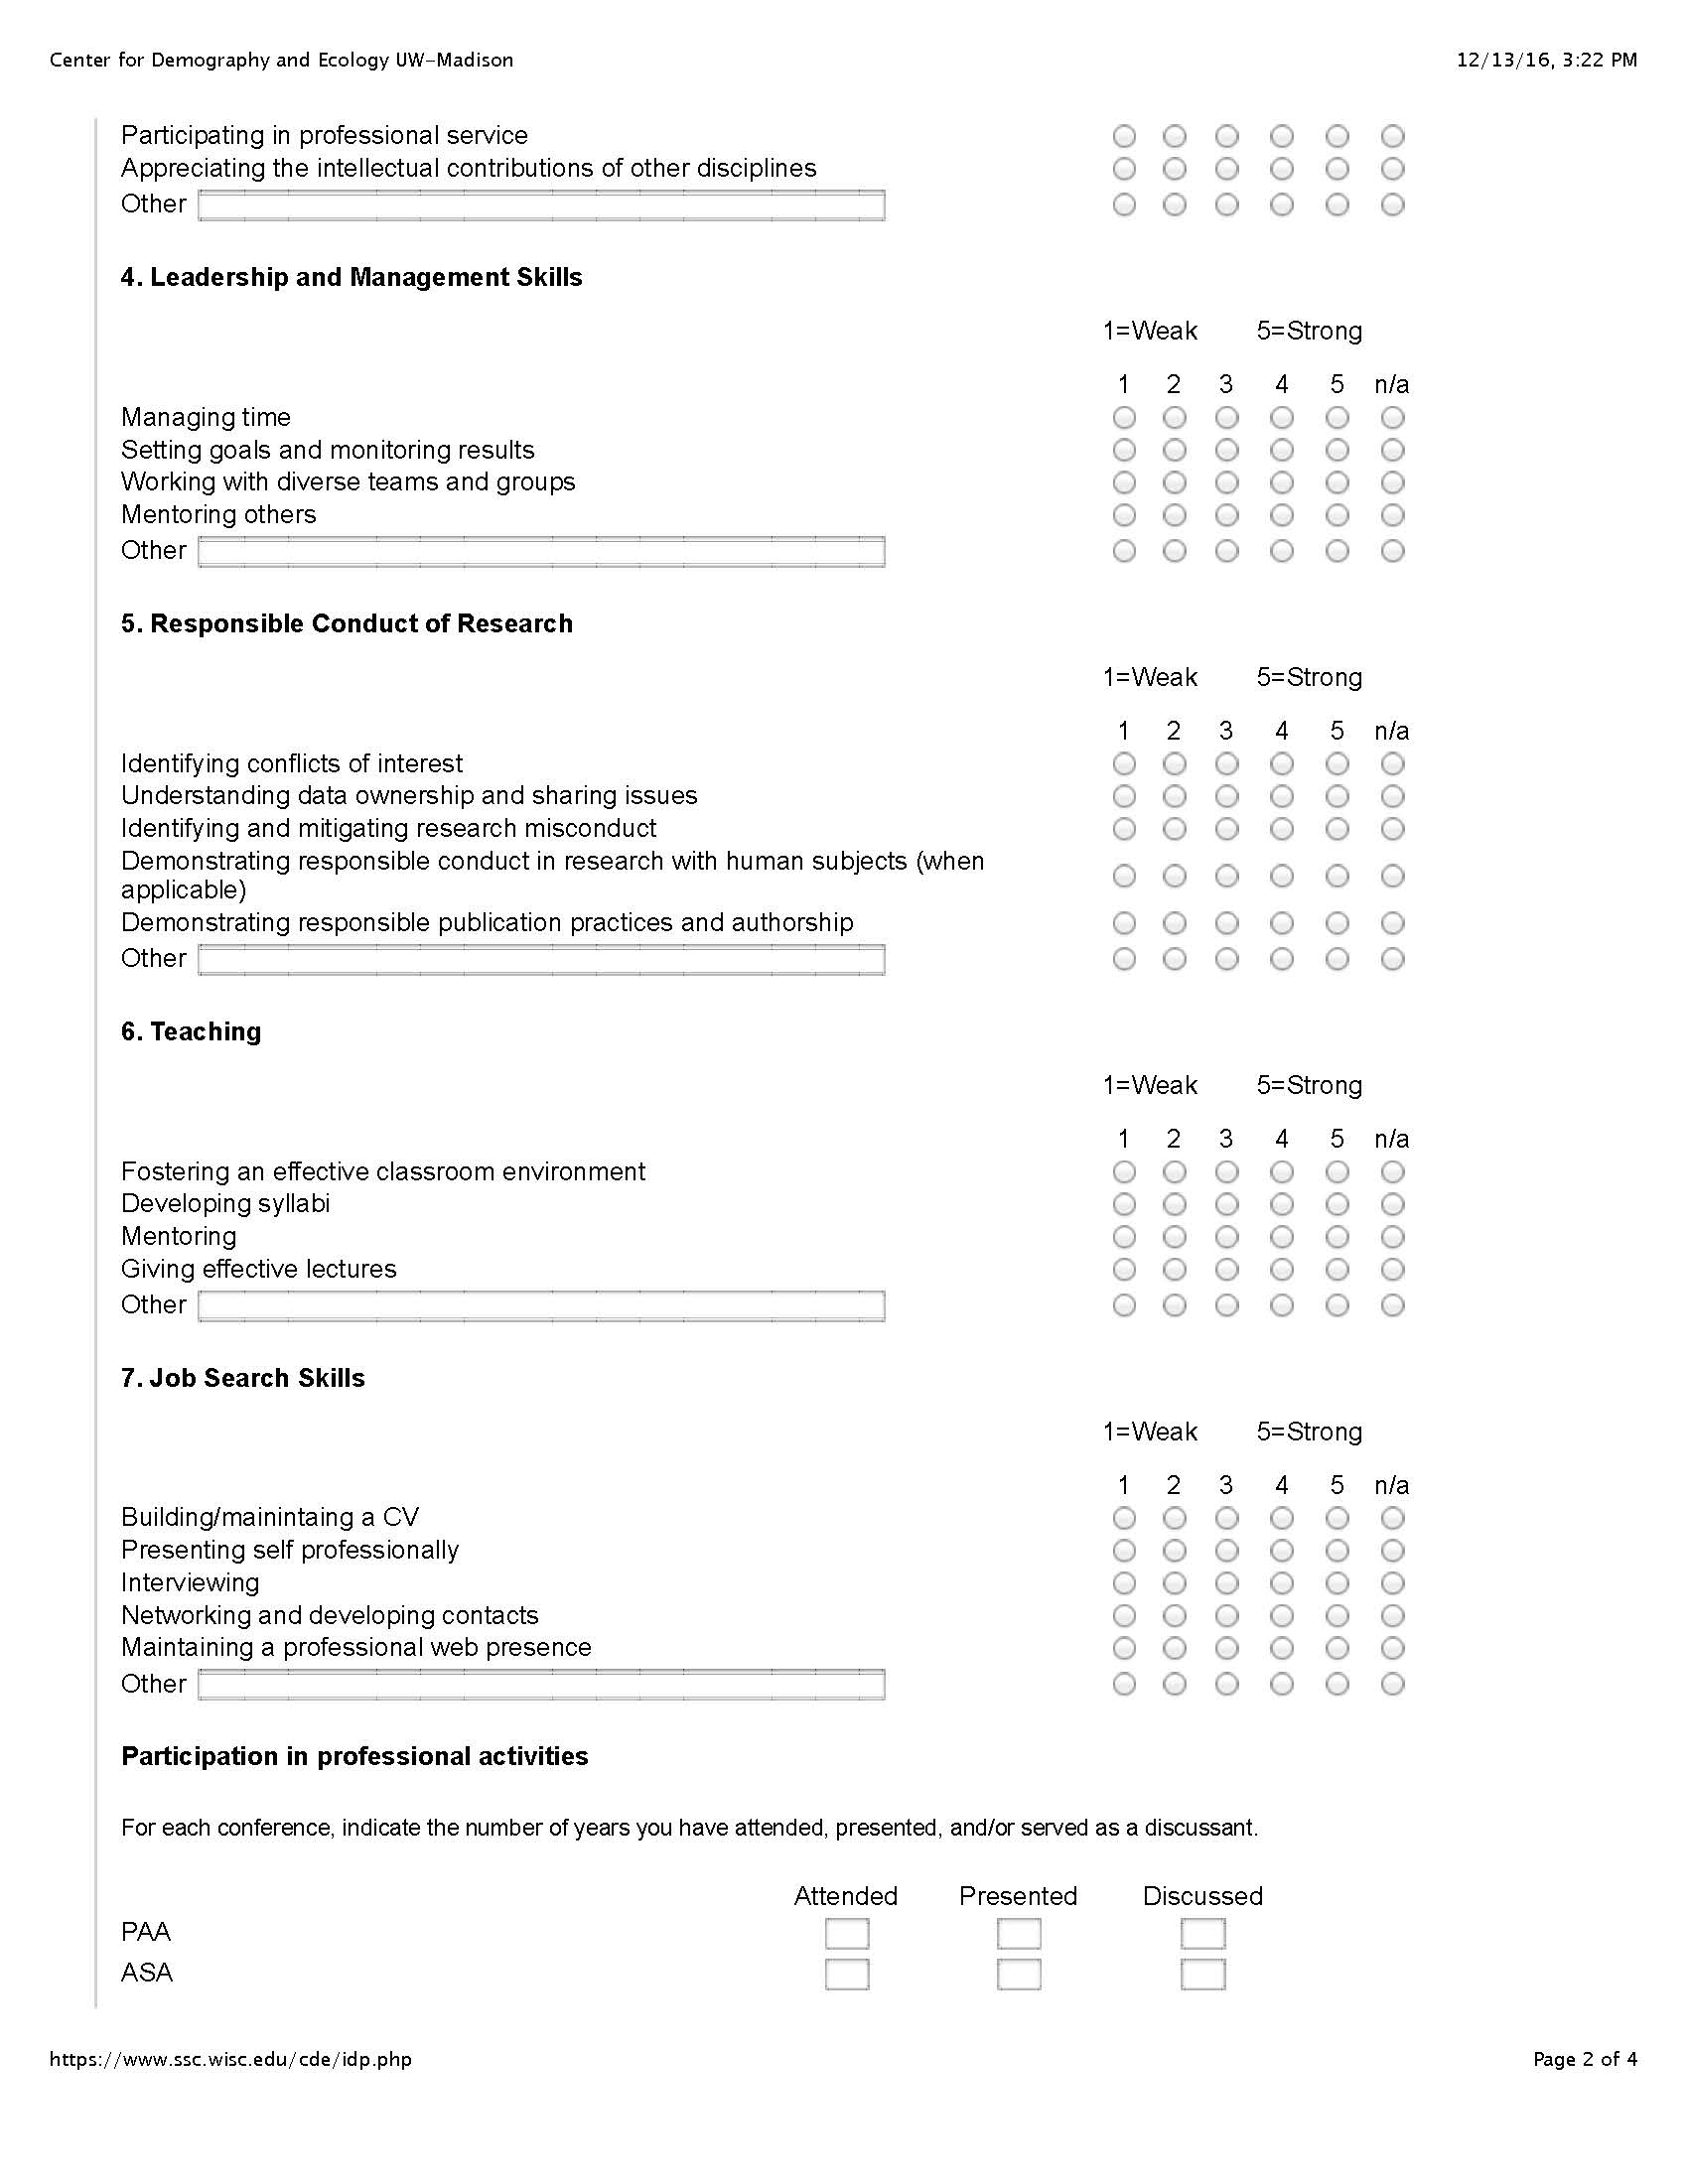 Center for Demography and Ecology UW-Madison 12/13/16, 3:22 PM
Participating in professional service
Appreciating the intellectual contributions of other disciplines
Other
4. Leadership and Management Skills
1=Weak 5=Strong
1 2 3 4 5 n/a
Managing time
Setting goals and monitoring results
Working with diverse teams and groups
Mentoring others
Other
5. Responsible Conduct of Research
1=Weak 5=Strong
1 2 3 4 5 n/a
Identifying conflicts of interest
Understanding data ownership and sharing issues
Identifying and mitigating research misconduct
Demonstrating responsible conduct in research with human subjects (when
applicable)
Demonstrating responsible publication practices and authorship
Other
6. Teaching
1=Weak 5=Strong
1 2 3 4 5 n/a
Fostering an effective classroom environment
Developing syllabi
Mentoring
Giving effective lectures
Other
7. Job Search Skills
1=Weak 5=Strong
1 2 3 4 5 n/a
Building/mainintaing a CV
Presenting self professionally
Interviewing
Networking and developing contacts
Maintaining a professional web presence
Other
Participation in professional activities
For each conference, indicate the number of years you have attended, presented, and/or served as a discussant.
Attended Presented Discussed
PAA
ASA
https://www.ssc.wisc.edu/cde/idp.php Page 2 of 4